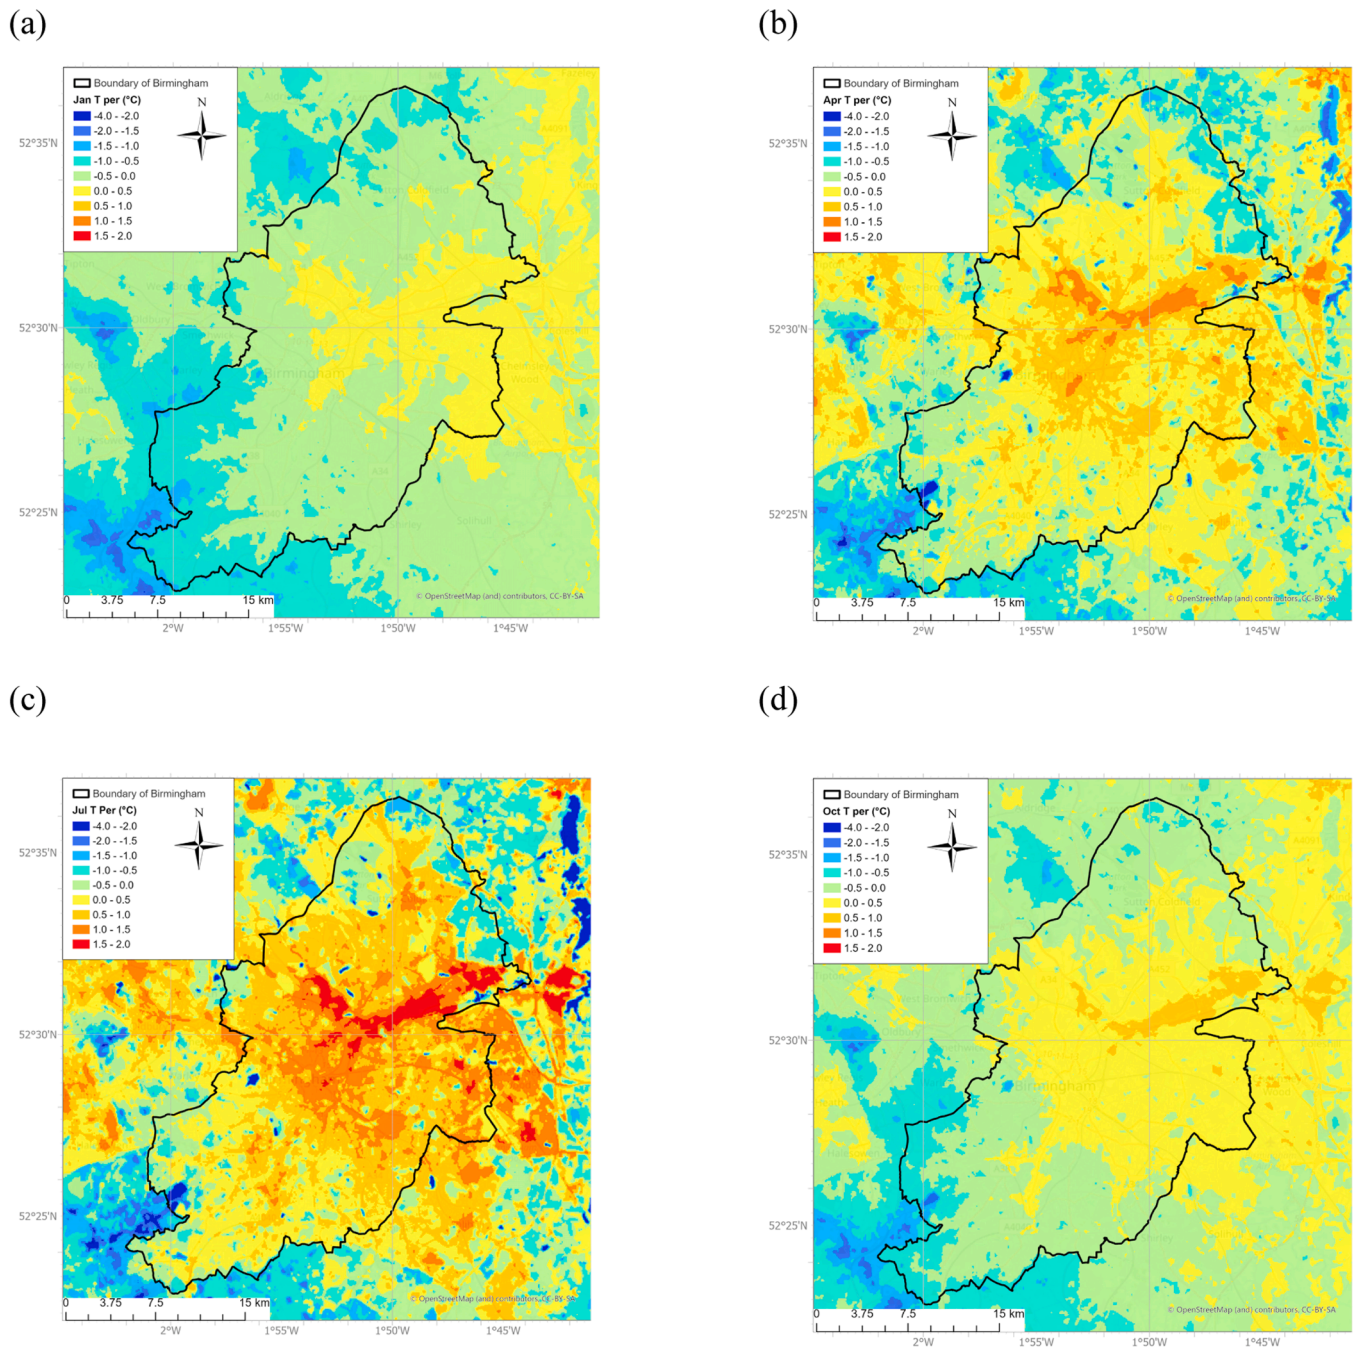 (a)
Boundary of Birmingham
Jan T per (°C)
N
-4.0 - -2.0
-2.0 - -1.5
-1.5 - -1.0
-1.0 - -0.5
-0.5 - 0.0
0.0 - 0.5
0.5 - 1.0
1.0 - 1.5
1.5 - 2.0
52°35'N
52°30'N
52°25'N
Birmingham
A34
© OpenStreetMap (and) contributors, CC-BY-SA
0 3.75 7.5 15 km
2°W 1°55'W 1°50'W 1°45'W
(b)
Boundary of Birmingham
Apr T per (°C)
N
-4.0 - -2.0
-2.0 - -1.5
-1.5 - -1.0
-1.0 - -0.5
-0.5 - 0.0
0.0 - 0.5
0.5 - 1.0
1.0 - 1.5
1.5 - 2.0
52°35'N
52°30'N
52°25'N
© OpenStreetMap (and) contributors, CC-BY-SA
0 3.75 7.5 15 km
2°W 1°55'W 1°50'W 1°45'W
(c)
Boundary of Birmingham
Jul T Per (°C)
N
-4.0 - -2.0
-2.0 - -1.5
-1.5 - -1.0
-1.0 - -0.5
-0.5 - 0.0
0.0 - 0.5
0.5 - 1.0
1.0 - 1.5
1.5 - 2.0
52°35'N
52°30'N
52°25'N
© OpenStreetMap (and) contributors, CC-BY-SA
0 3.75 7.5 15 km
2°W 1°55'W 1°50'W 1°45'W
(d)
Boundary of Birmingham
Oct T per (°C)
N
-4.0 - -2.0
-2.0 - -1.5
-1.5 - -1.0
-1.0 - -0.5
-0.5 - 0.0
0.0 - 0.5
0.5 - 1.0
1.0 - 1.5
1.5 - 2.0
52°35'N
52°30'N
52°25'N
Sutton Coldfield
A452
A34
Birmingham
© OpenStreetMap (and) contributors, CC-BY-SA
0 3.75 7.5 15 km
2°W 1°55'W 1°50'W 1°45'W